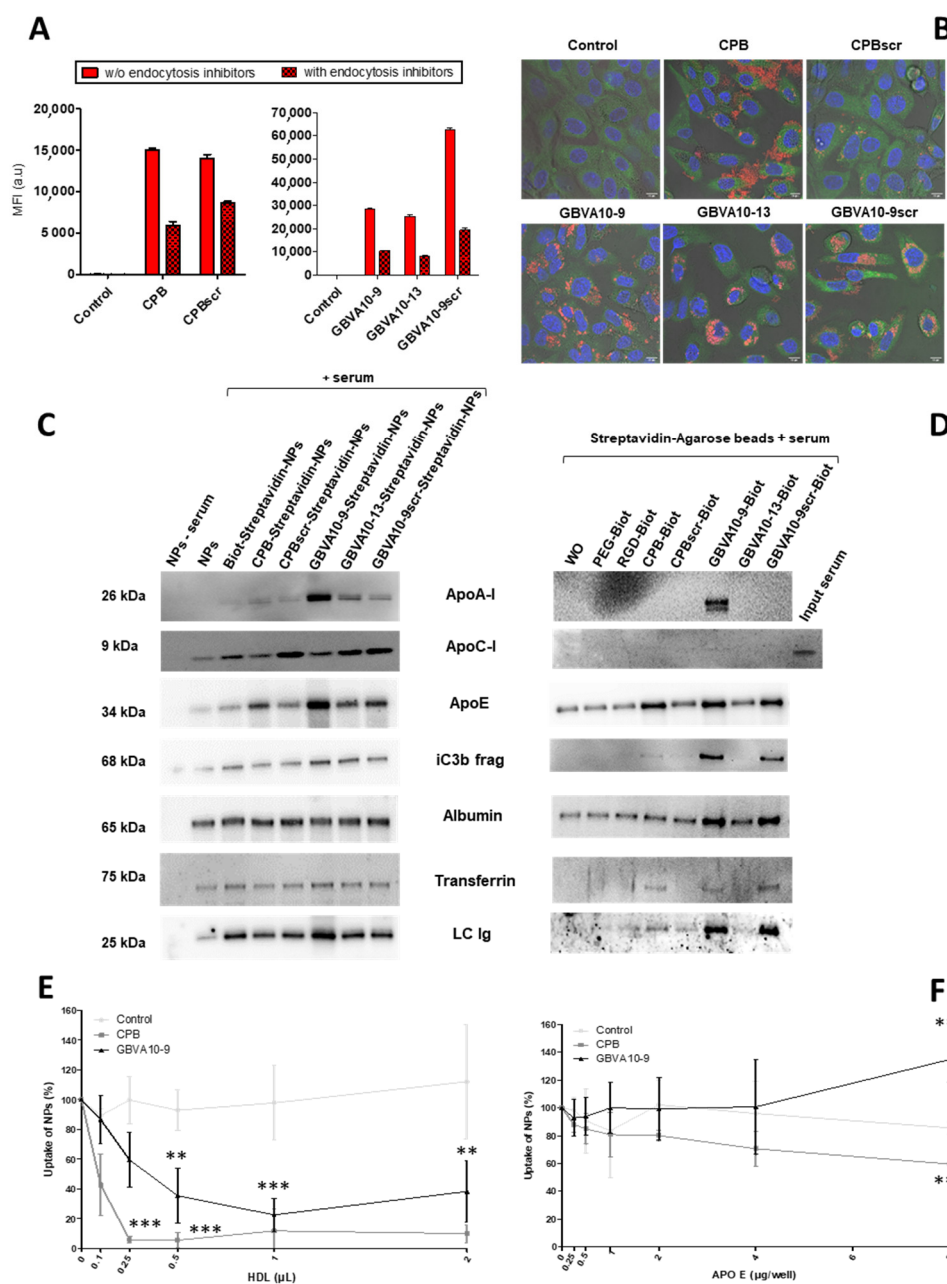 A
B
w/o endocytosis inhibitors
with endocytosis inhibitors
MFI (a.u)
20,000
15,000
10,000
5,000
0
Control
CPB
CPBscr
70,000
60,000
50,000
40,000
30,000
20,000
10,000
0
Control
GBVA10-9
GBVA10-13
GBVA10-9scr
Control
CPB
CPBscr
GBVA10-9
GBVA10-13
GBVA10-9scr
C
+ serum
NPs - serum
NPs
Biot-Streptavidin-NPs
CPB-Streptavidin-NPs
CPBscr-Streptavidin-NPs
GBVA10-9-Streptavidin-NPs
GBVA10-13-Streptavidin-NPs
GBVA10-9scr-Streptavidin-NPs
D
Streptavidin-Agarose beads + serum
WO
PEG-Biot
RGD-Biot
CPB-Biot
CPBscr-Biot
GBVA10-9-Biot
GBVA10-13-Biot
GBVA10-9scr-Biot
Input serum
26 kDa
ApoA-I
9 kDa
ApoC-I
34 kDa
ApoE
68 kDa
iC3b frag
65 kDa
Albumin
75 kDa
Transferrin
25 kDa
LC Ig
E
Uptake of NPs (%)
160
140
120
100
80
60
40
20
0
Control
CPB
GBVA10-9
**
***
**
***
***
0
0.1
0.25
0.5
1
2
HDL (µL)
F
Uptake of NPs (%)
160
140
120
100
80
60
40
20
0
Control
CPB
GBVA10-9
0
0.25
0.5
1
2
4
6
APO E (µg/well)